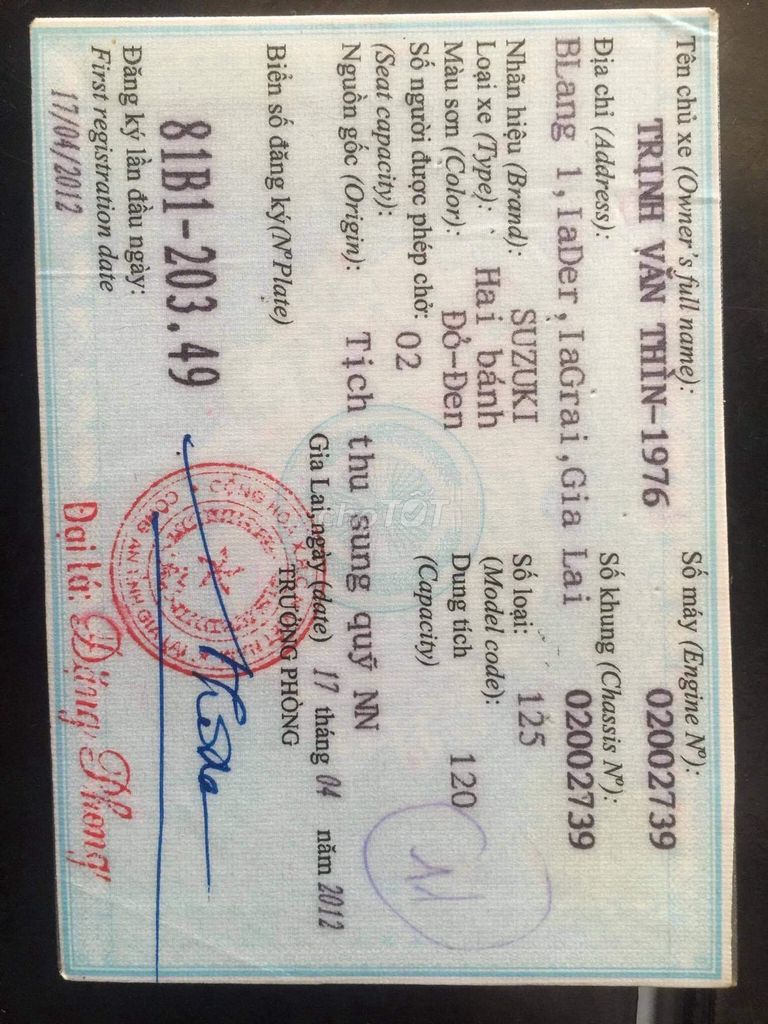 Tên chủ xe (Owner's full name): Số máy (Engine Nº):
TRỊNH VĂN THÌN-1976 02002739
Địa chỉ (Address): Số khung (Chassis Nº):
BLang 1,IaDer,IaGrai,Gia Lai 02002739
Nhãn hiệu (Brand): SUZUKI Số loại: 125
Loại xe (Type): Hai bánh (Model code):
Màu sơn (Color): Đỏ-Đen Dung tích 120
Số người được phép chở: 02 (Capacity)
(Seat capacity):
Nguồn gốc (Origin): Tịch thu sung quỹ NN
Gia Lai, ngày (date) 17 tháng 04 năm 2012
Biển số đăng ký(Nº Plate) TRƯỞNG PHÒNG
81B1-203.49
Đăng ký lần đầu ngày:
First registration date
17/04/2012
Đại tá: Đặng Phong
chợTỐT